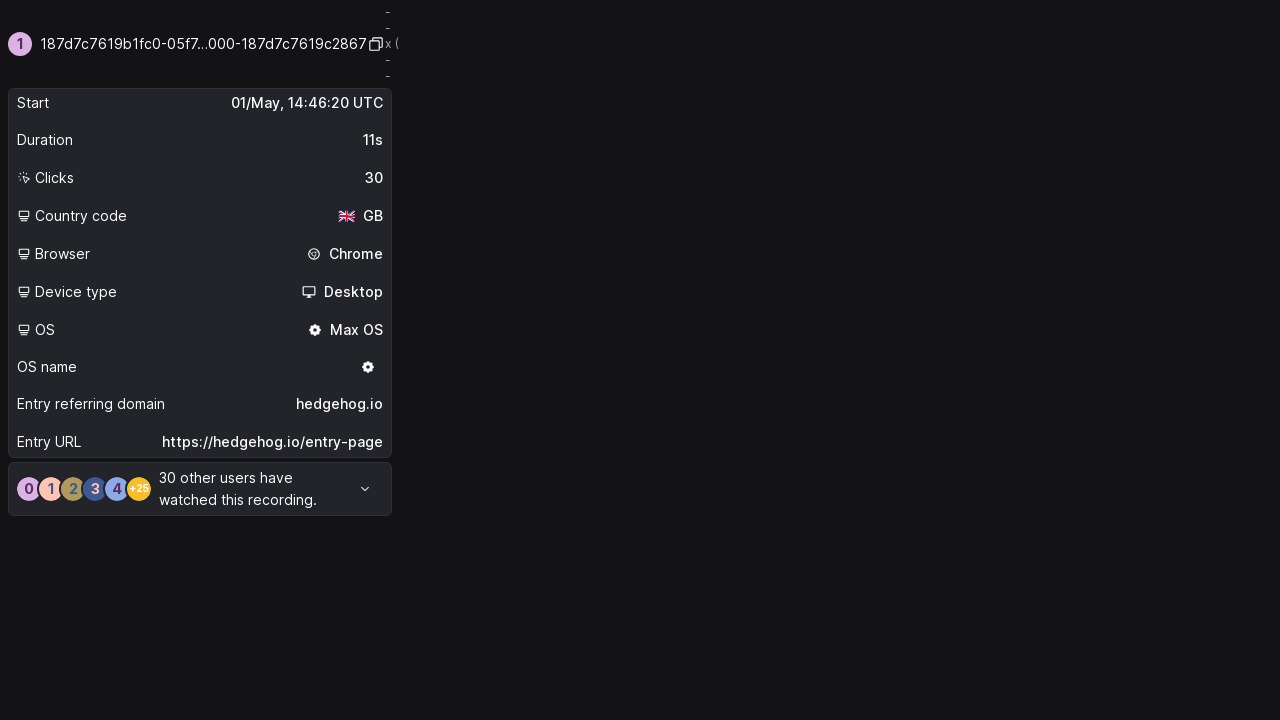 -
-
1 187d7c7619b1fc0-05f7...000-187d7c7619c2867 x (
-
-
Start 01/May, 14:46:20 UTC
Duration 11s
Clicks 30
Country code GB
Browser Chrome
Device type Desktop
OS Max OS
OS name
Entry referring domain hedgehog.io
Entry URL https://hedgehog.io/entry-page
0 1 2 3 4 +25 30 other users have
watched this recording.